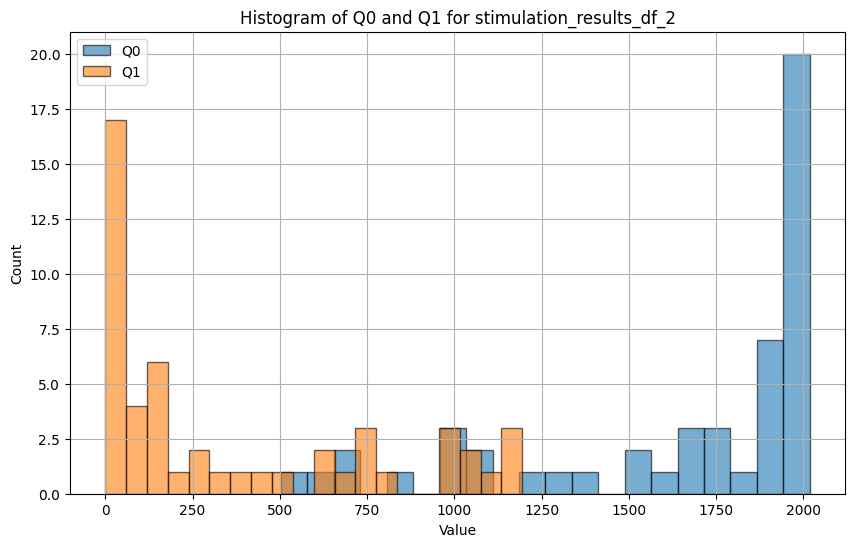 Histogram of Q0 and Q1 for stimulation_results_df_2
Q0
Q1
20.0
17.5
15.0
12.5
10.0
7.5
5.0
2.5
0.0
Count
0 250 500 750 1000 1250 1500 1750 2000
Value